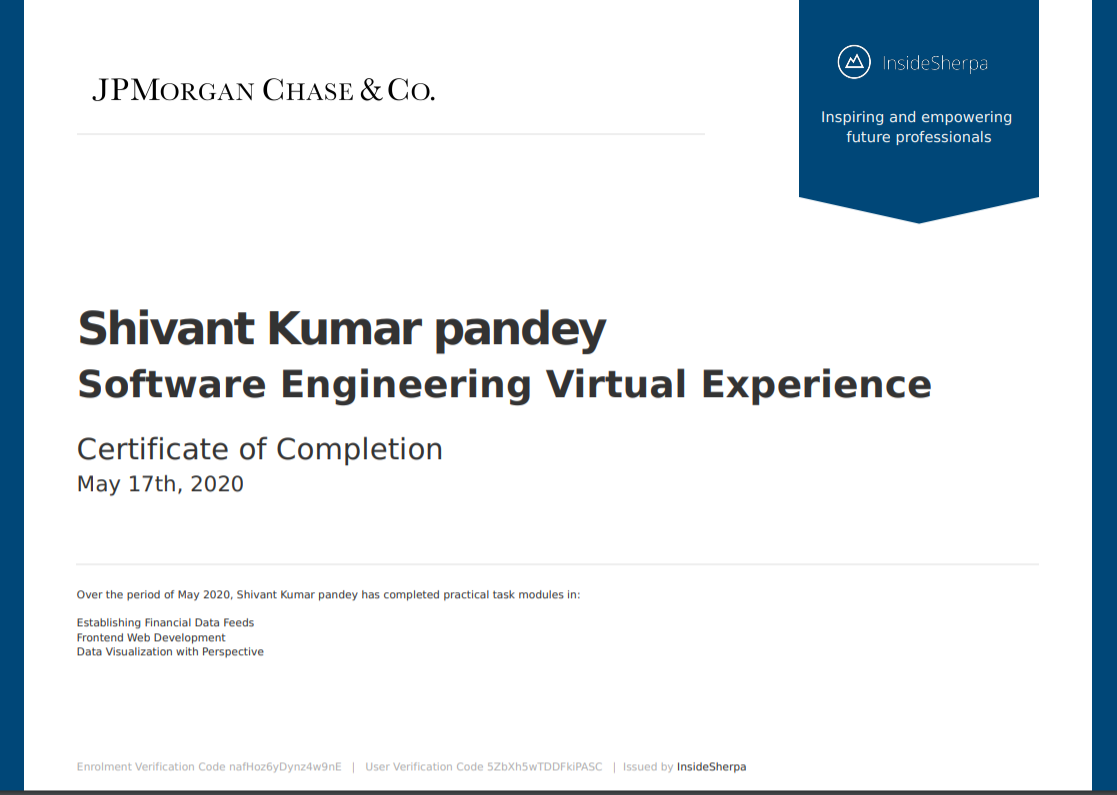 JPMORGAN CHASE & CO.
InsideSherpa
Inspiring and empowering
future professionals
Shivant Kumar pandey
Software Engineering Virtual Experience
Certificate of Completion
May 17th, 2020
Over the period of May 2020, Shivant Kumar pandey has completed practical task modules in:
Establishing Financial Data Feeds
Frontend Web Development
Data Visualization with Perspective
Enrolment Verification Code nafHoz6yDynz4w9nE | User Verification Code 5ZbXh5wTDDFkiPASC | Issued by InsideSherpa